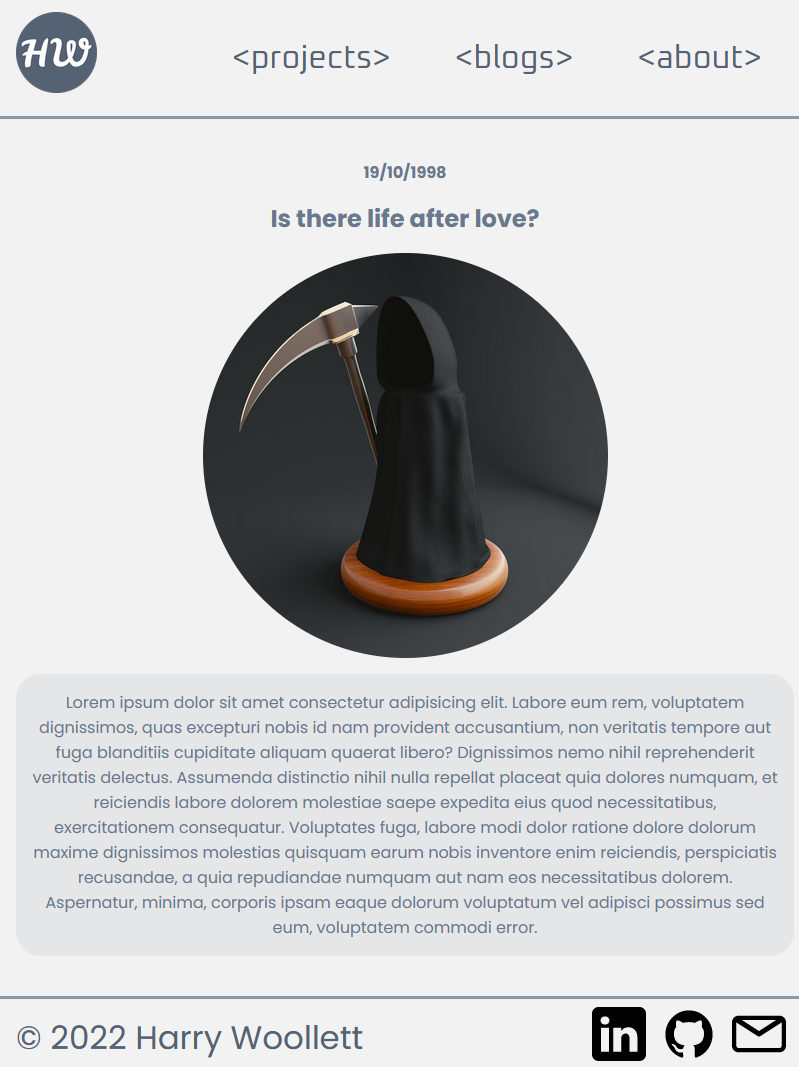 HW
<projects>
<blogs>
<about>
19/10/1998
Is there life after love?
Lorem ipsum dolor sit amet consectetur adipisicing elit. Labore eum rem, voluptatem
dignissimos, quas excepturi nobis id nam provident accusantium, non veritatis tempore aut
fuga blanditiis cupiditate aliquam quaerat libero? Dignissimos nemo nihil reprehenderit
veritatis delectus. Assumenda distinctio nihil nulla repellat placeat quia dolores numquam, et
reiciendis labore dolorem molestiae saepe expedita eius quod necessitatibus,
exercitationem consequatur. Voluptates fuga, labore modi dolor ratione dolore dolorum
maxime dignissimos molestias quisquam earum nobis inventore enim reiciendis, perspiciatis
recusandae, a quia repudiandae numquam aut nam eos necessitatibus dolorem.
Aspernatur, minima, corporis ipsam eaque dolorum voluptatum vel adipisci possimus sed
eum, voluptatem commodi error.
© 2022 Harry Woollett
in